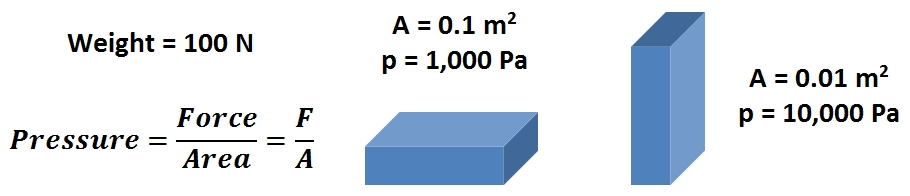 Weight = 100 N
Pressure = Force/Area = F/A
A = 0.1 m²
p = 1,000 Pa
A = 0.01 m²
p = 10,000 Pa